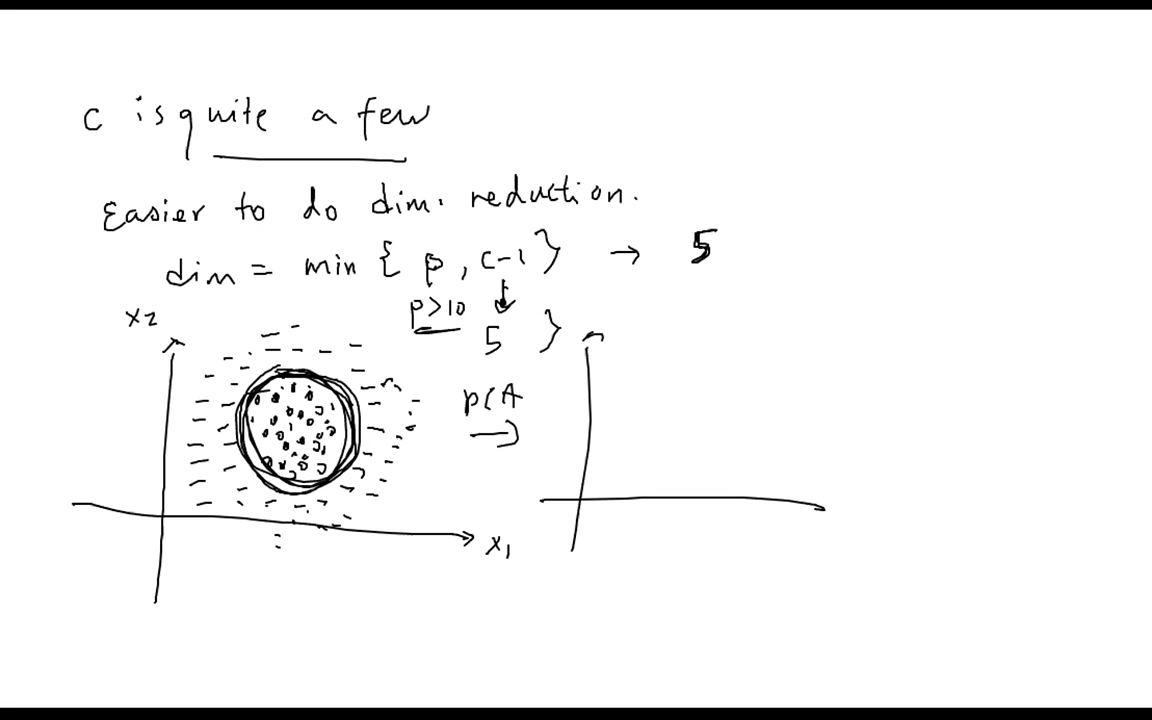 c is quite a few
Easier to do dim. reduction.
dim = min { p , c-1 } → 5
p>10 ↓
5 }
x2
PCA
→
x1